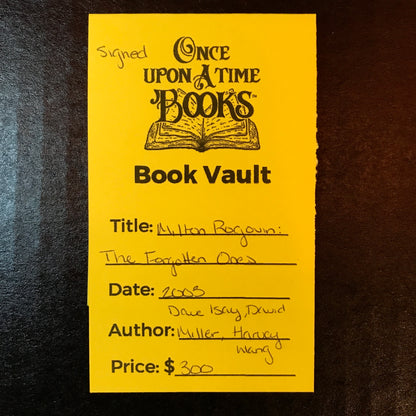 Signed
ONCE
UPON A TIME
BOOKS™
Book Vault
Title: Milton Rogovin:
The Forgotten Ones
Date: 2003
Dave Isay, David
Author: Miller, Harvey
Wang
Price: $ 300